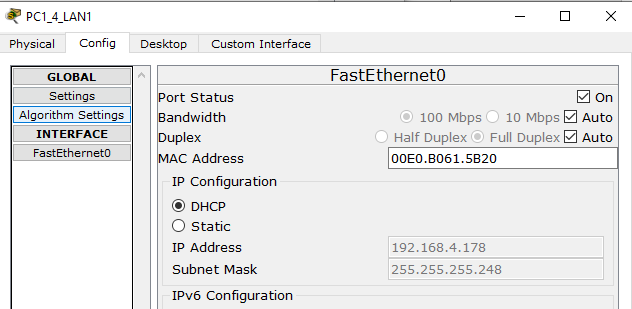 PC1_4_LAN1
Physical Config Desktop Custom Interface
GLOBAL
Settings
Algorithm Settings
INTERFACE
FastEthernet0
FastEthernet0
Port Status On
Bandwidth 100 Mbps 10 Mbps Auto
Duplex Half Duplex Full Duplex Auto
MAC Address 00E0.B061.5B20
IP Configuration
DHCP
Static
IP Address 192.168.4.178
Subnet Mask 255.255.255.248
IPv6 Configuration